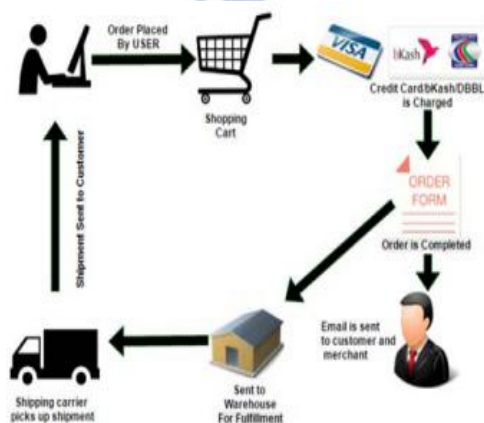 Order Placed
By USER
Shopping
Cart
VISA
bKash
Credit Card/bKash/DBBL
is Charged
ORDER
FORM
Order is Completed
Email is sent
to customer and
merchant
Sent to
Warehouse
For Fulfillment
Shipping carrier
picks up shipment
Shipment Sent to Customer